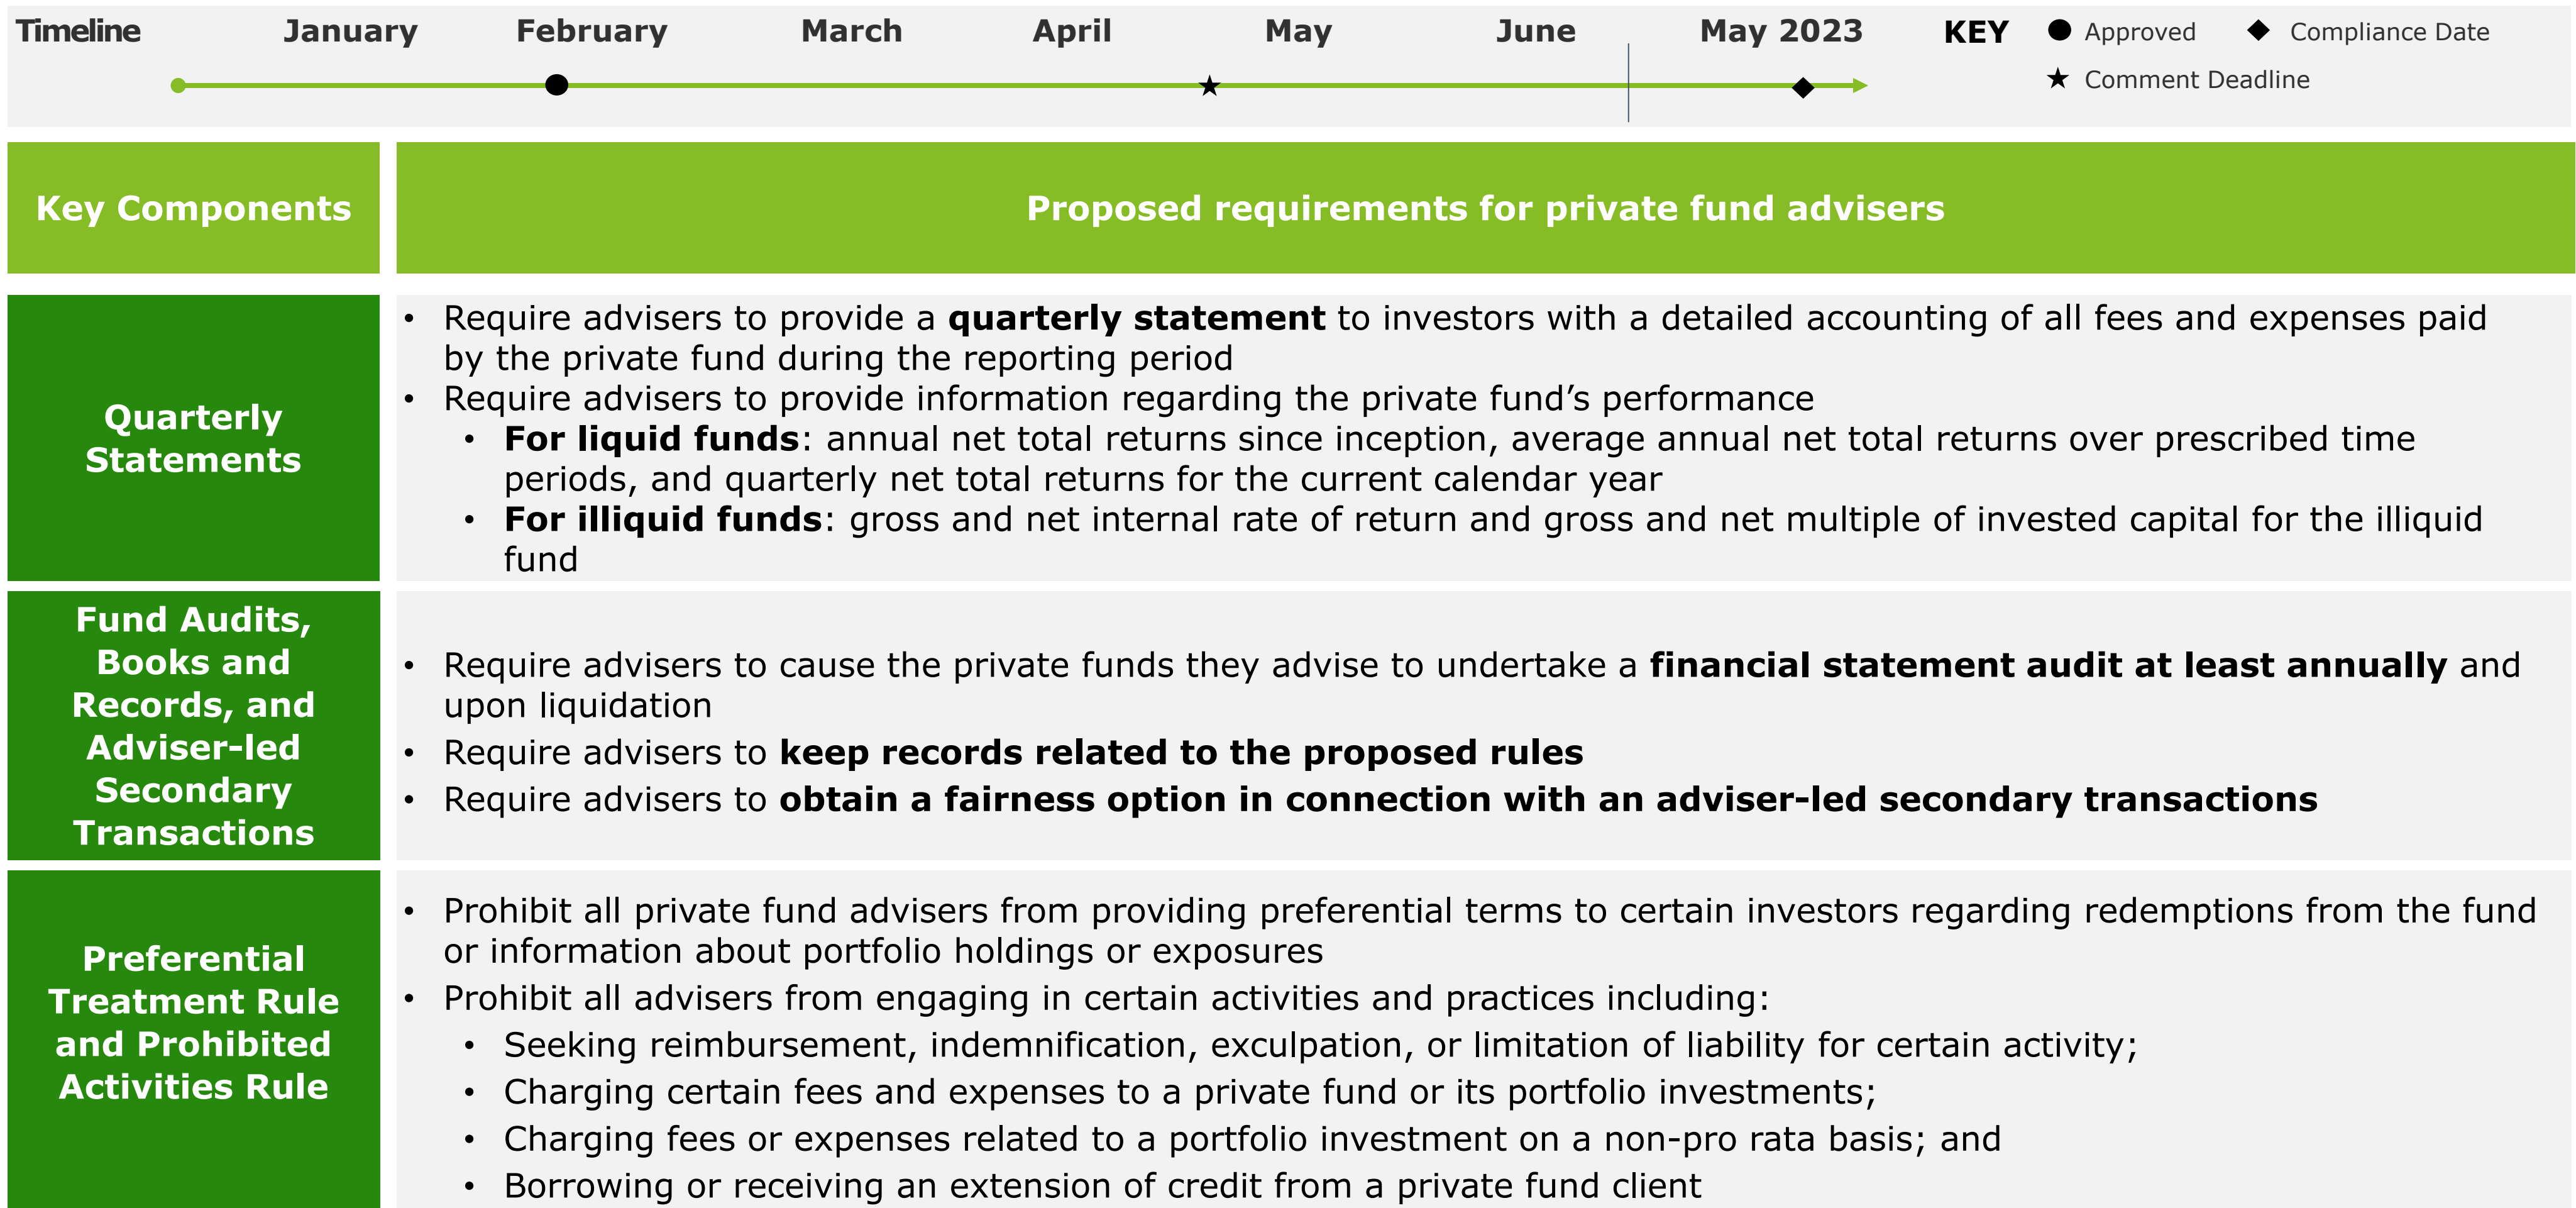 Timeline January February March April May June May 2023 KEY ● Approved ◆ Compliance Date
★ Comment Deadline
Key Components
Proposed requirements for private fund advisers
Quarterly
Statements
• Require advisers to provide a quarterly statement to investors with a detailed accounting of all fees and expenses paid
by the private fund during the reporting period
• Require advisers to provide information regarding the private fund’s performance
• For liquid funds: annual net total returns since inception, average annual net total returns over prescribed time
periods, and quarterly net total returns for the current calendar year
• For illiquid funds: gross and net internal rate of return and gross and net multiple of invested capital for the illiquid
fund
Fund Audits,
Books and
Records, and
Adviser-led
Secondary
Transactions
• Require advisers to cause the private funds they advise to undertake a financial statement audit at least annually and
upon liquidation
• Require advisers to keep records related to the proposed rules
• Require advisers to obtain a fairness option in connection with an adviser-led secondary transactions
Preferential
Treatment Rule
and Prohibited
Activities Rule
• Prohibit all private fund advisers from providing preferential terms to certain investors regarding redemptions from the fund
or information about portfolio holdings or exposures
• Prohibit all advisers from engaging in certain activities and practices including:
• Seeking reimbursement, indemnification, exculpation, or limitation of liability for certain activity;
• Charging certain fees and expenses to a private fund or its portfolio investments;
• Charging fees or expenses related to a portfolio investment on a non-pro rata basis; and
• Borrowing or receiving an extension of credit from a private fund client